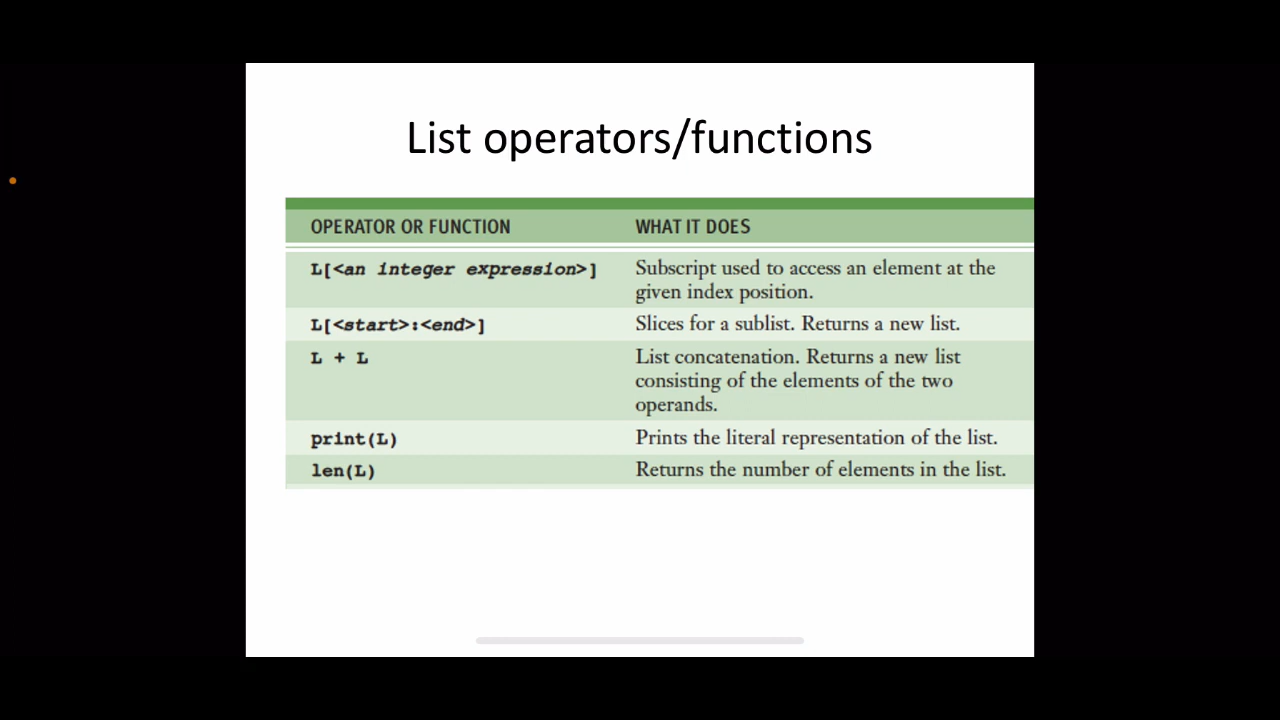 List operators/functions
OPERATOR OR FUNCTION WHAT IT DOES
L[<an integer expression>] Subscript used to access an element at the
given index position.
L[<start>:<end>] Slices for a sublist. Returns a new list.
L + L List concatenation. Returns a new list
consisting of the elements of the two
operands.
print(L) Prints the literal representation of the list.
len(L) Returns the number of elements in the list.